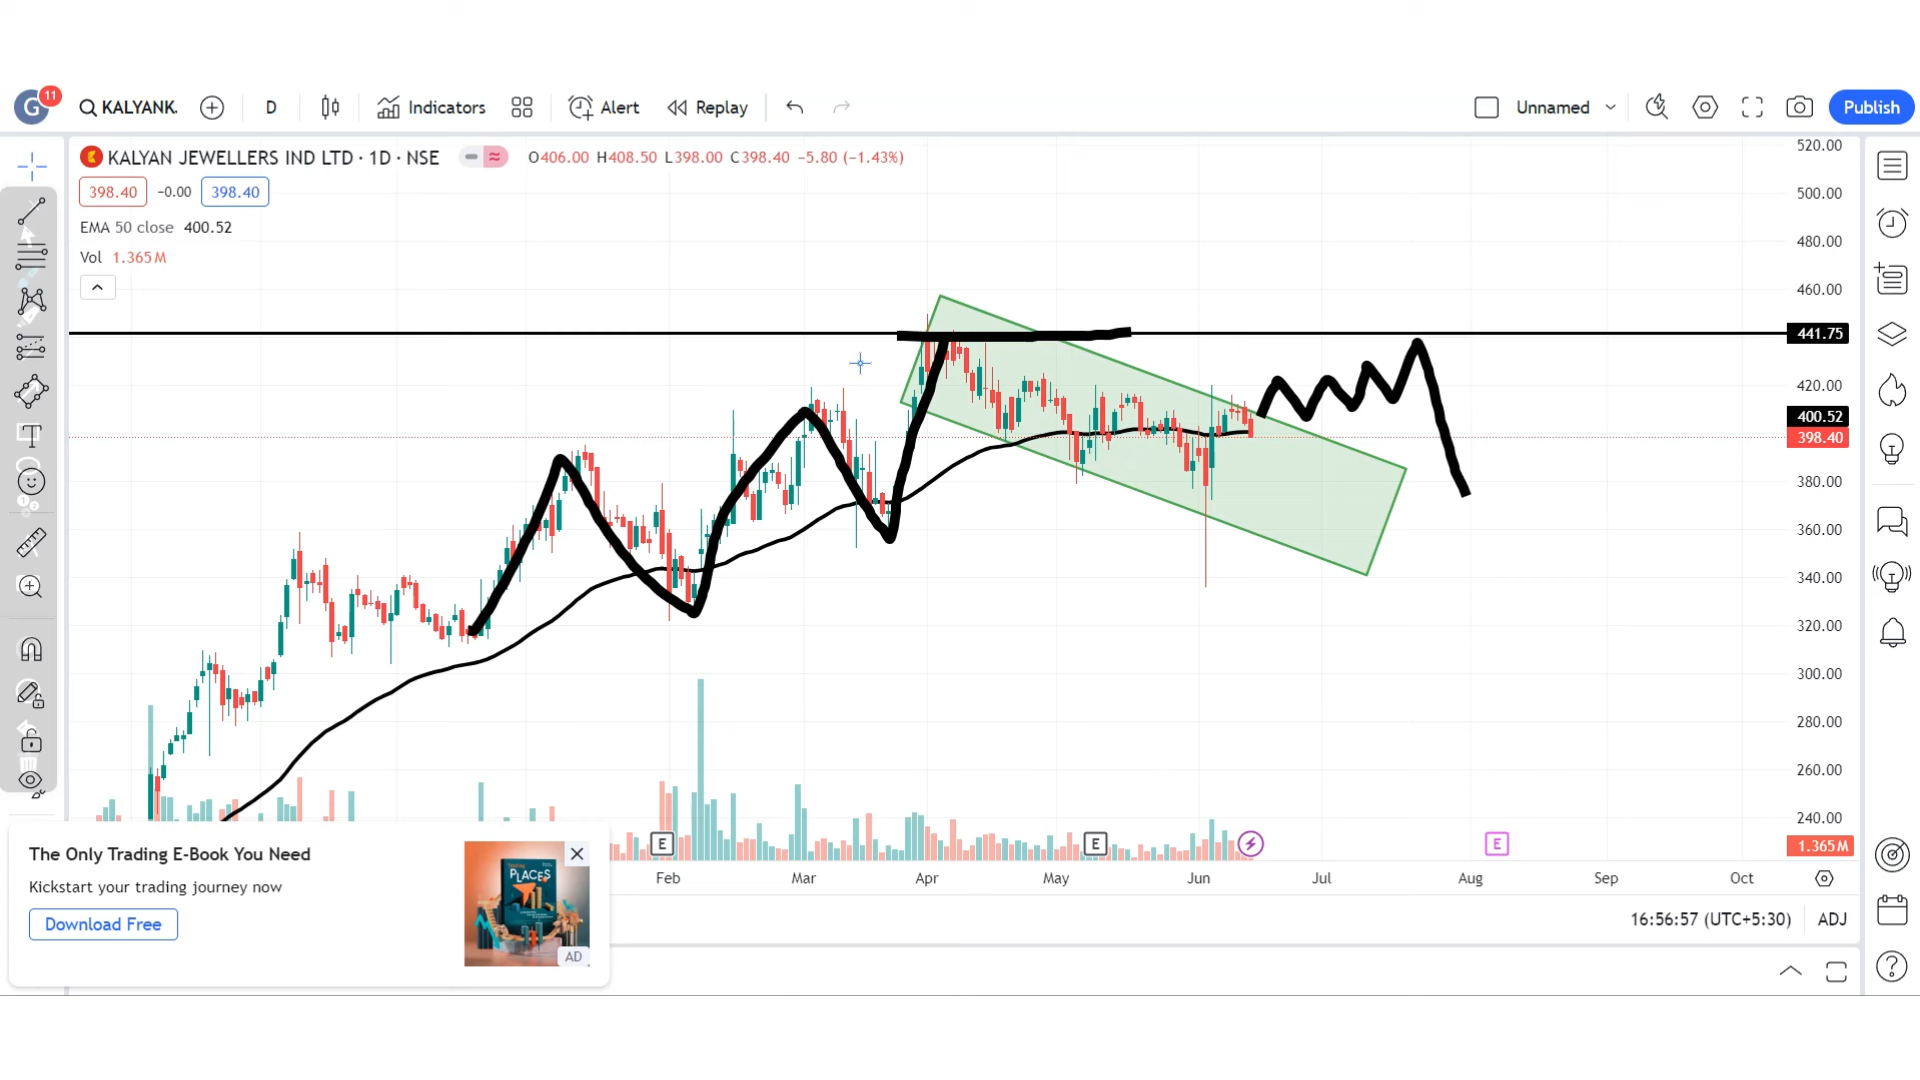 G 11 KALYANK. D Indicators Alert Replay Unnamed Publish
KALYAN JEWELLERS IND LTD · 1D · NSE O406.00 H408.50 L398.00 C398.40 −5.80 (−1.43%)
398.40 −0.00 398.40
EMA 50 close 400.52
Vol 1.365 M
520.00
500.00
480.00
460.00
441.75
420.00
400.52
398.40
380.00
360.00
340.00
320.00
300.00
280.00
260.00
240.00
1.365 M
E E E
Feb Mar Apr May Jun Jul Aug Sep Oct
16:56:57 (UTC+5:30) ADJ
The Only Trading E-Book You Need
Kickstart your trading journey now
Download Free
PLACES
AD